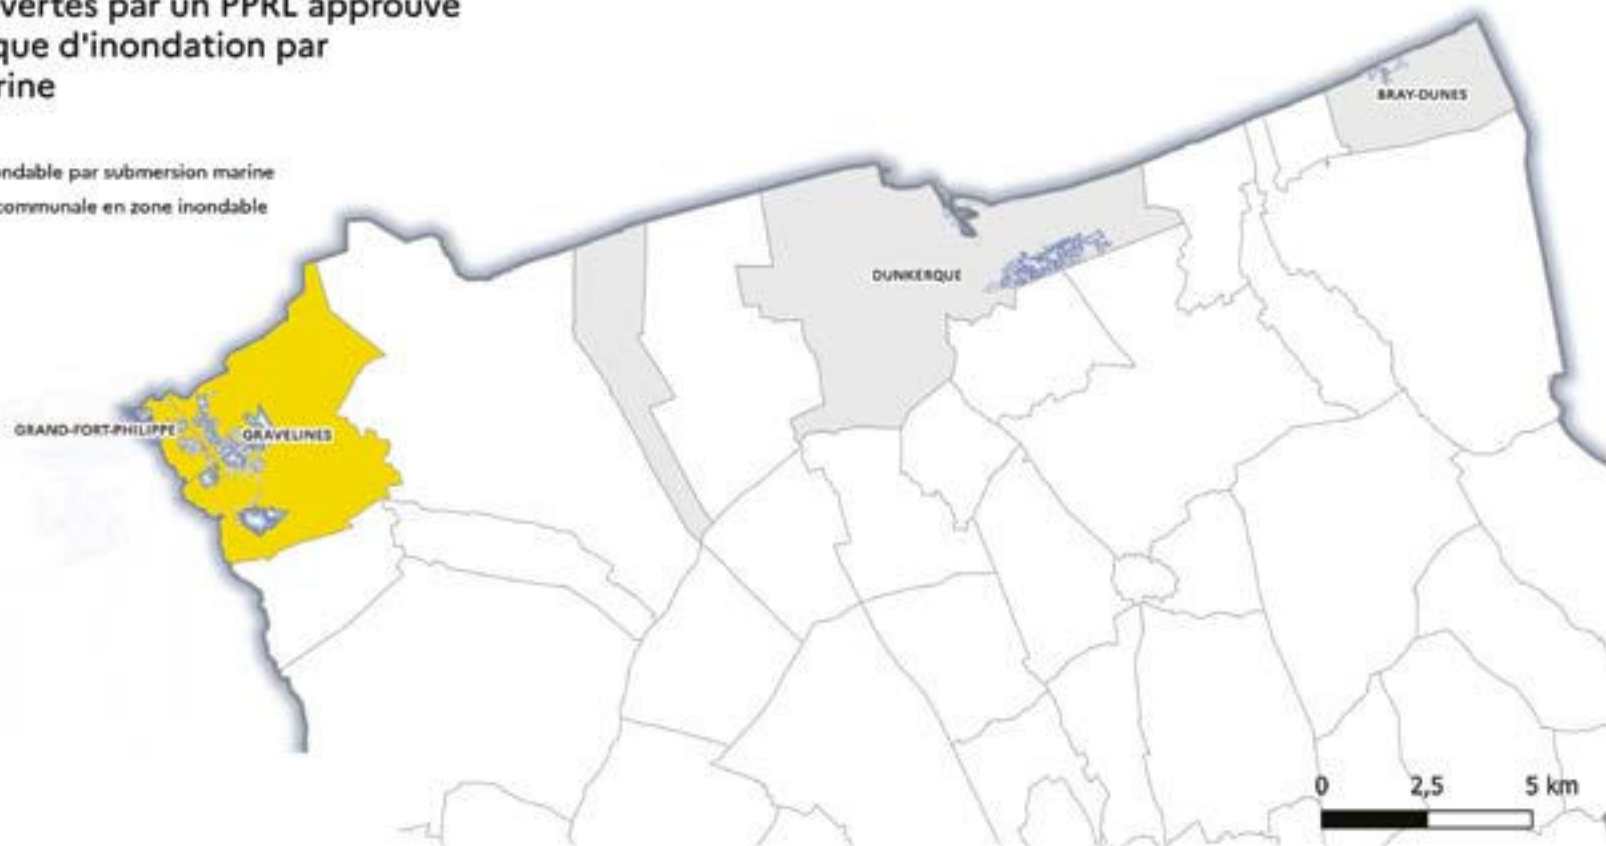 vertes par un PPRL approuvé
que d'inondation par
rine
ndable par submersion marine
communale en zone inondable
BRAY-DUNES
DUNKERQUE
GRAND-FORT-PHILIPPE
GRAVELINES
0 2,5 5 km